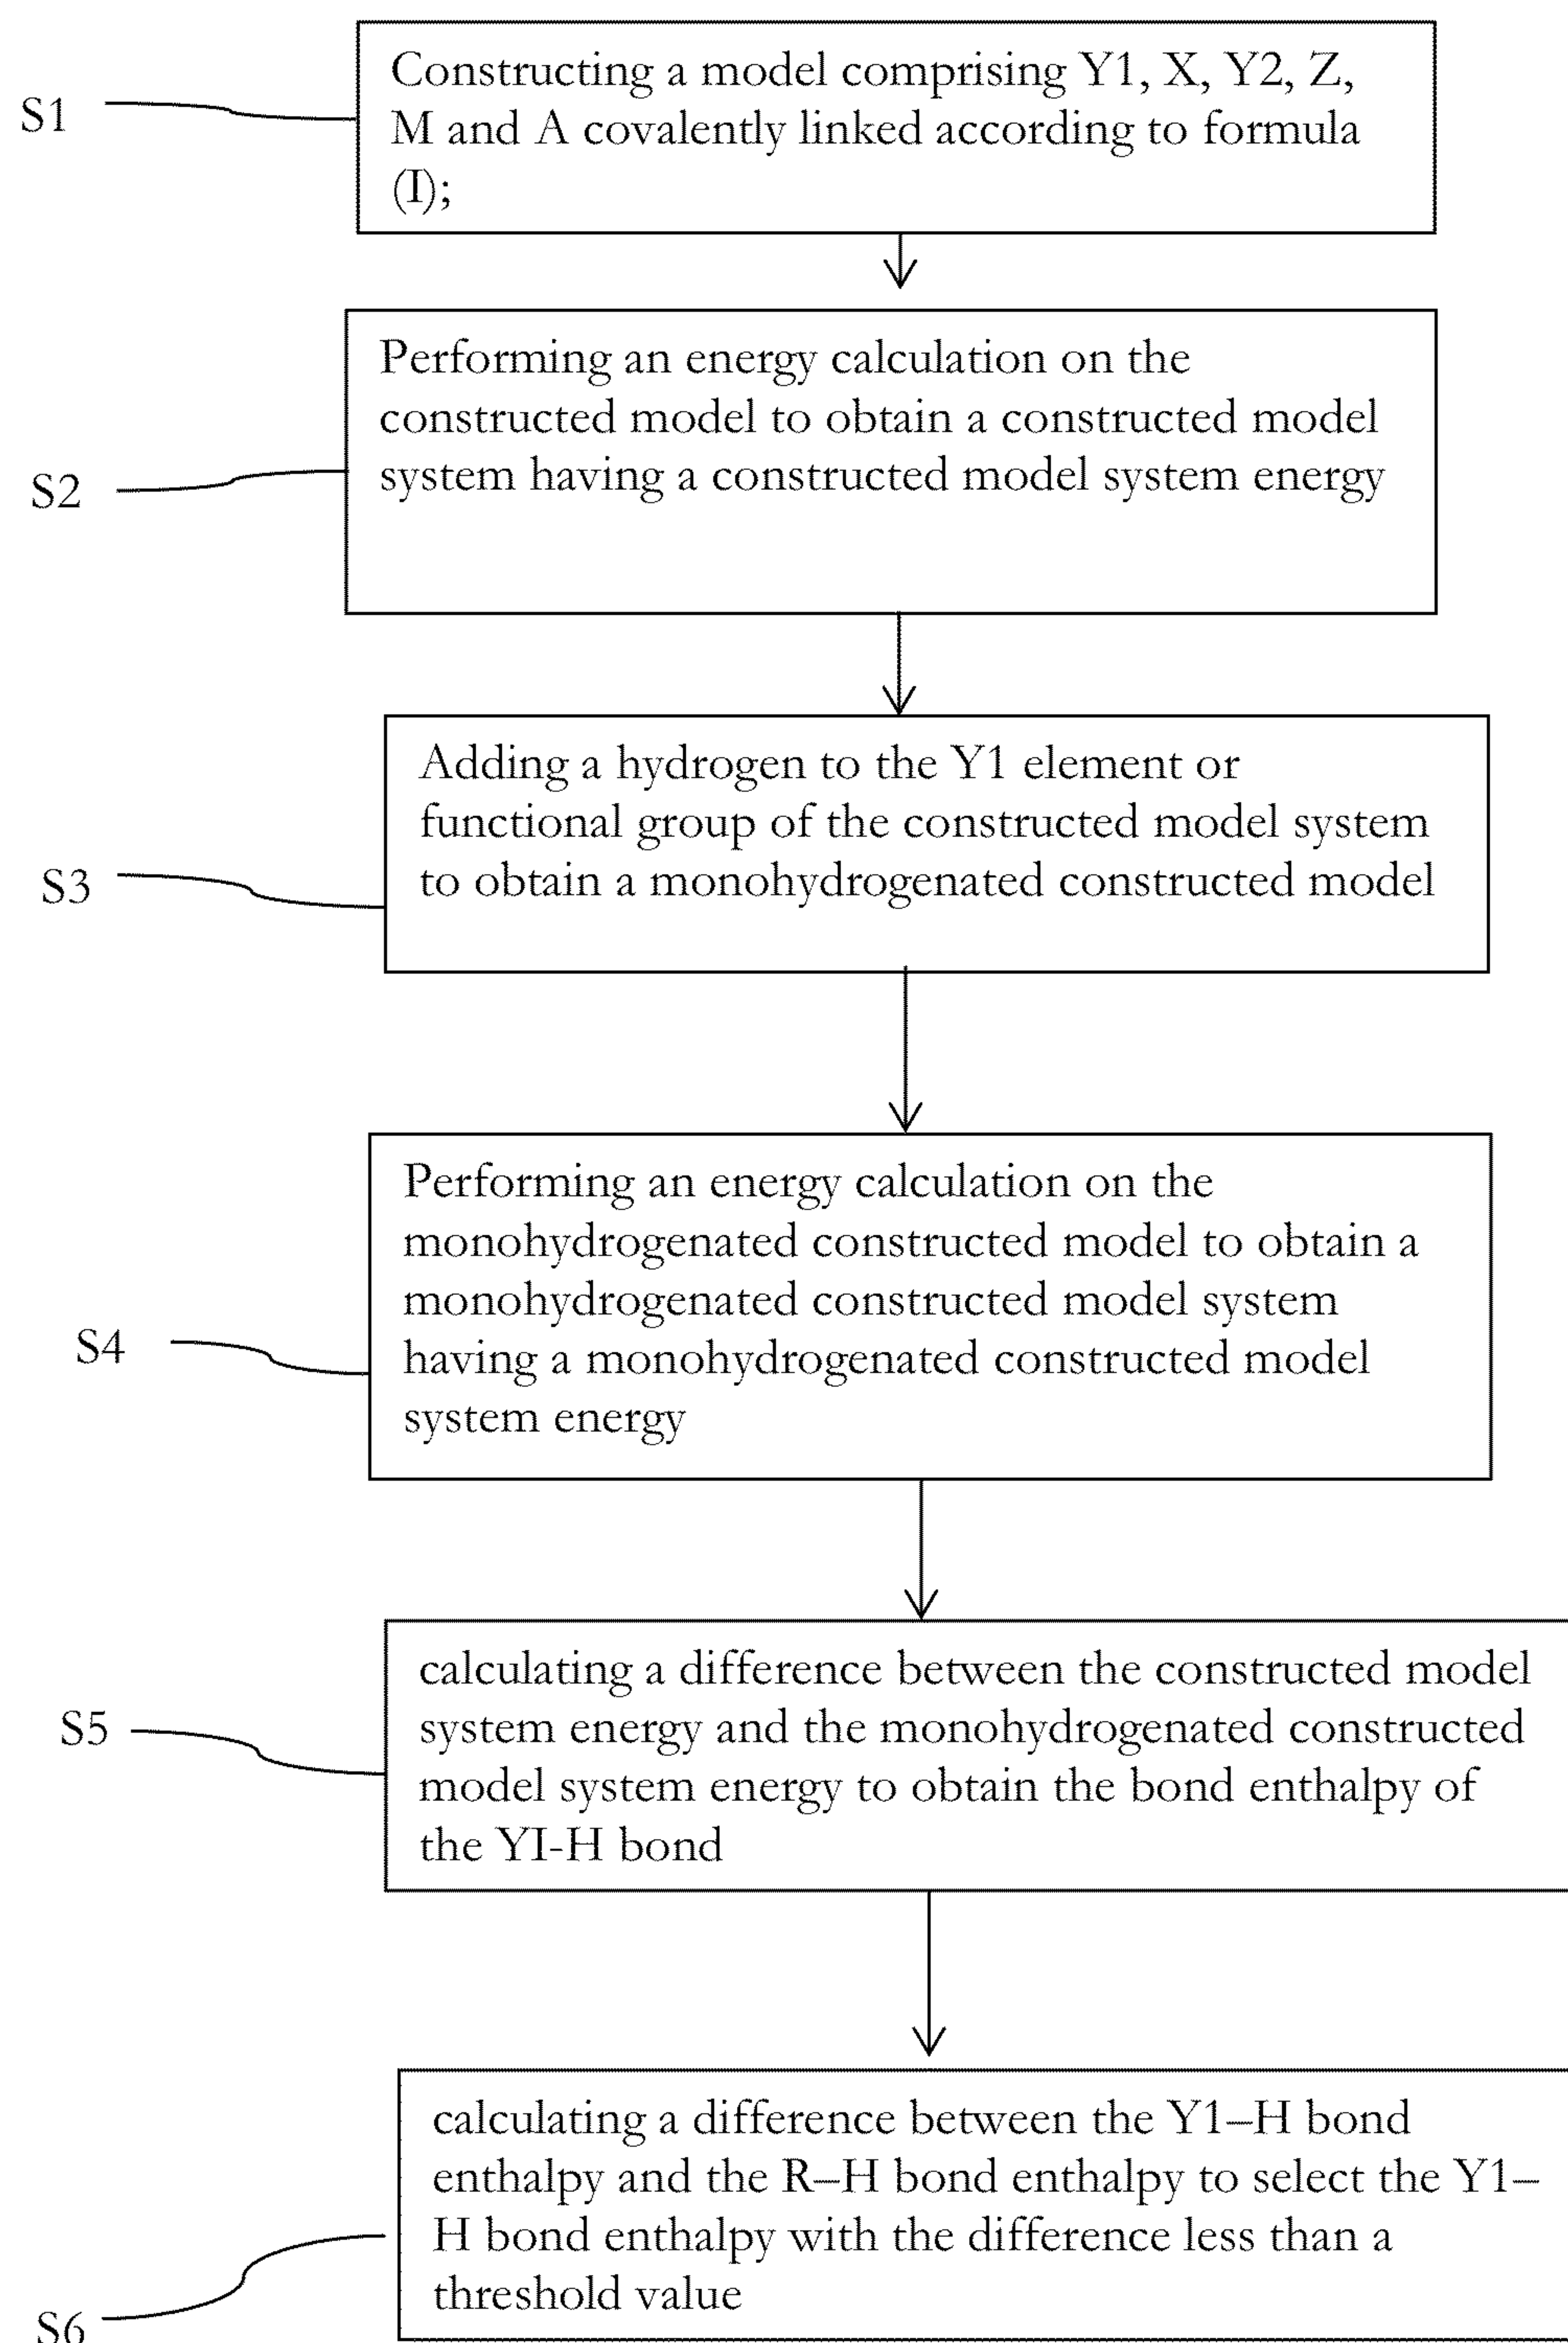 Constructing a model comprising Y1, X, Y2, Z,
M and A covalently linked according to formula
(I);
S1
Performing an energy calculation on the
constructed model to obtain a constructed model
system having a constructed model system energy
S2
Adding a hydrogen to the Y1 element or
functional group of the constructed model system
to obtain a monohydrogenated constructed model
S3
Performing an energy calculation on the
monohydrogenated constructed model to obtain a
monohydrogenated constructed model system
having a monohydrogenated constructed model
system energy
S4
calculating a difference between the constructed model
system energy and the monohydrogenated constructed
model system energy to obtain the bond enthalpy of
the YI-H bond
S5
calculating a difference between the Y1–H bond
enthalpy and the R–H bond enthalpy to select the Y1–
H bond enthalpy with the difference less than a
threshold value
S6